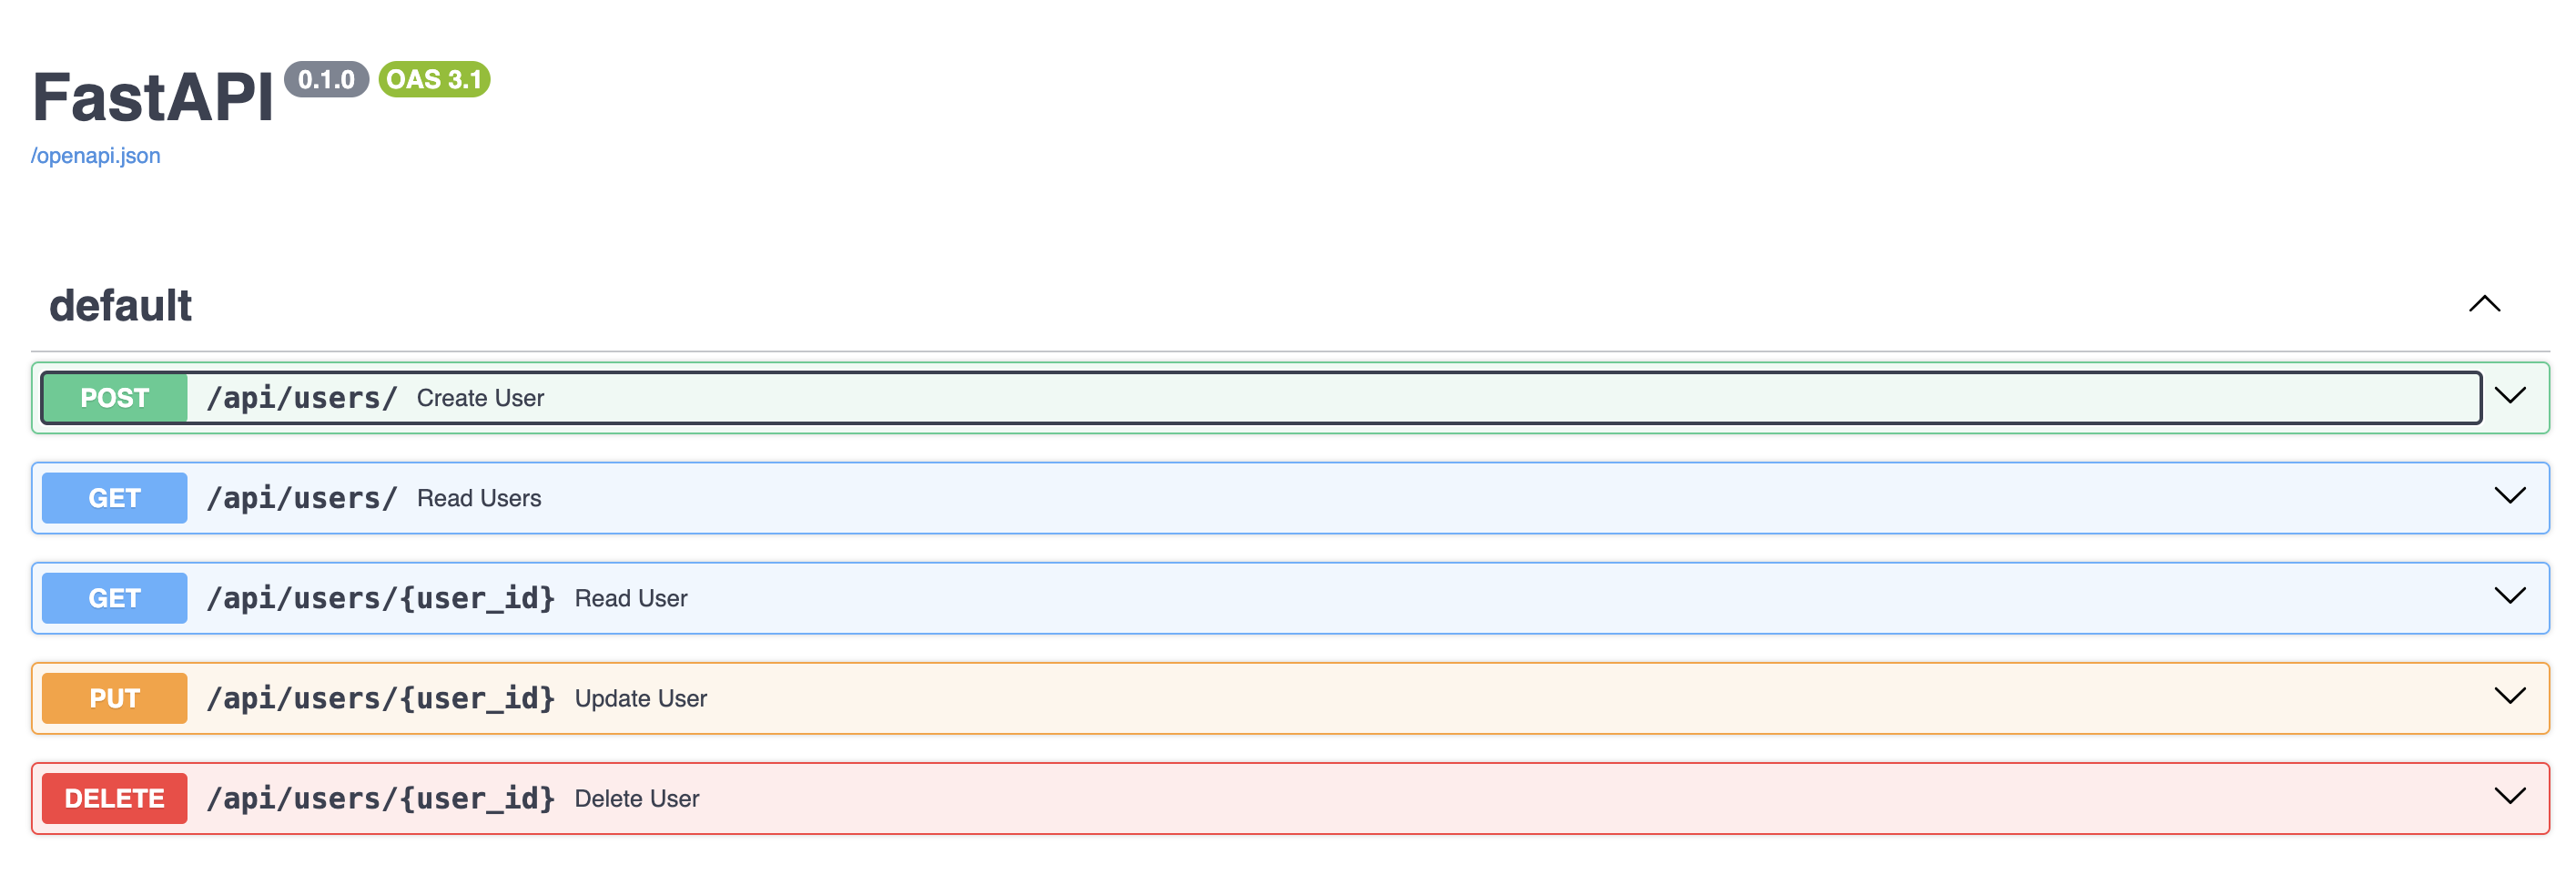 FastAPI 0.1.0 OAS 3.1
/openapi.json
default
POST /api/users/ Create User
GET /api/users/ Read Users
GET /api/users/{user_id} Read User
PUT /api/users/{user_id} Update User
DELETE /api/users/{user_id} Delete User